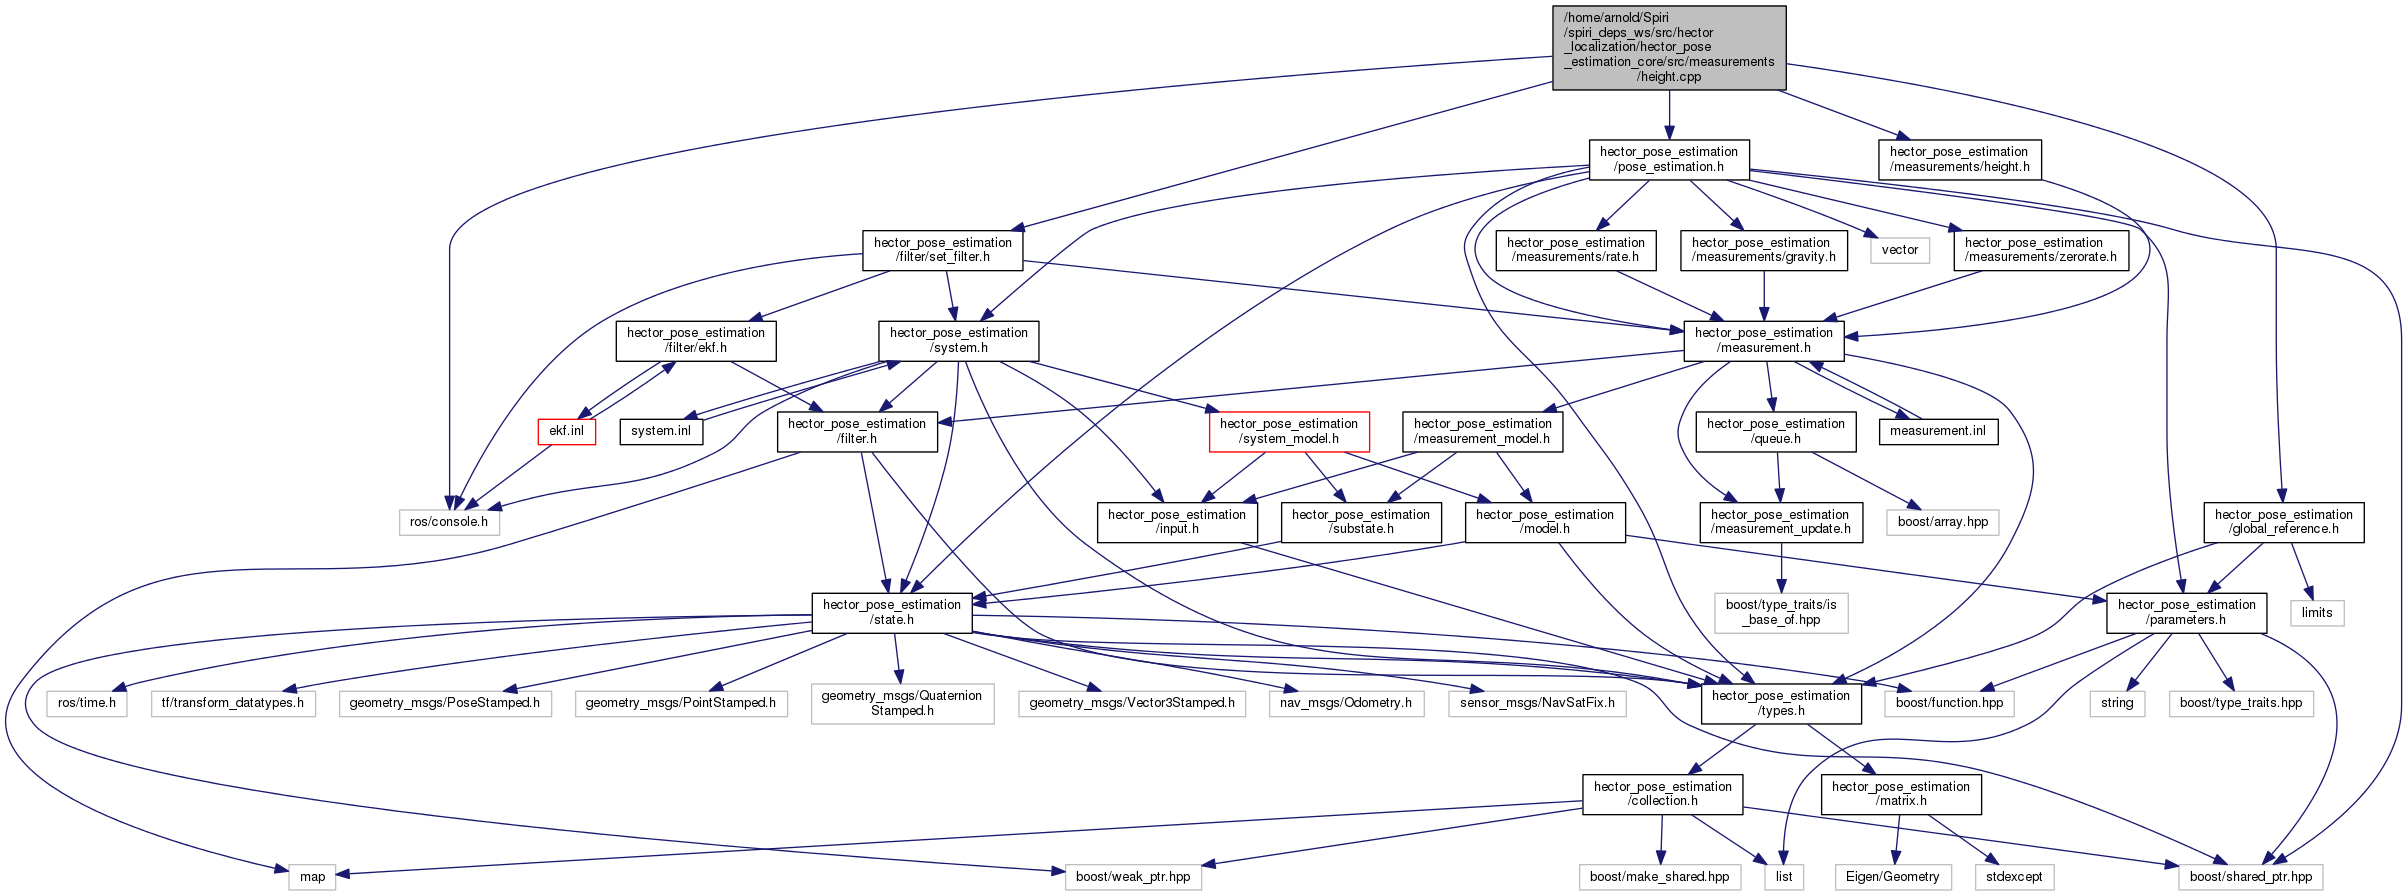 /home/arnold/Spiri
/spiri_deps_ws/src/hector
_localization/hector_pose
_estimation_core/src/measurements
/height.cpp
hector_pose_estimation
/pose_estimation.h
hector_pose_estimation
/measurements/height.h
hector_pose_estimation
/filter/set_filter.h
hector_pose_estimation
/measurements/rate.h
hector_pose_estimation
/measurements/gravity.h
vector
hector_pose_estimation
/measurements/zerorate.h
hector_pose_estimation
/filter/ekf.h
hector_pose_estimation
/system.h
hector_pose_estimation
/measurement.h
ekf.inl
system.inl
hector_pose_estimation
/filter.h
hector_pose_estimation
/system_model.h
hector_pose_estimation
/measurement_model.h
hector_pose_estimation
/queue.h
measurement.inl
ros/console.h
hector_pose_estimation
/input.h
hector_pose_estimation
/substate.h
hector_pose_estimation
/model.h
hector_pose_estimation
/measurement_update.h
boost/array.hpp
hector_pose_estimation
/global_reference.h
hector_pose_estimation
/state.h
boost/type_traits/is
_base_of.hpp
hector_pose_estimation
/parameters.h
limits
ros/time.h
tf/transform_datatypes.h
geometry_msgs/PoseStamped.h
geometry_msgs/PointStamped.h
geometry_msgs/Quaternion
Stamped.h
geometry_msgs/Vector3Stamped.h
nav_msgs/Odometry.h
sensor_msgs/NavSatFix.h
hector_pose_estimation
/types.h
boost/function.hpp
string
boost/type_traits.hpp
hector_pose_estimation
/collection.h
hector_pose_estimation
/matrix.h
map
boost/weak_ptr.hpp
boost/make_shared.hpp
list
Eigen/Geometry
stdexcept
boost/shared_ptr.hpp